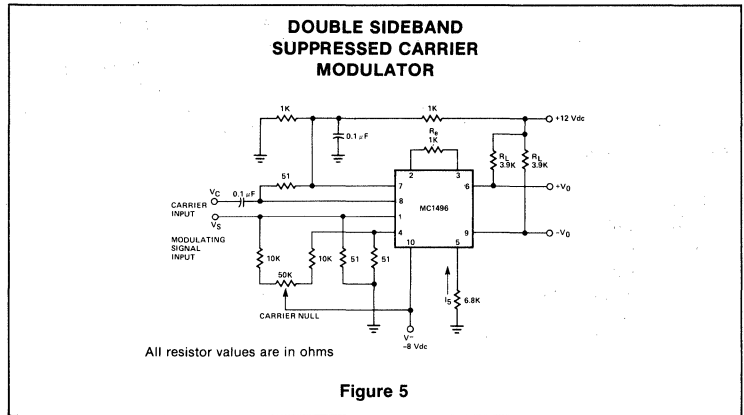 DOUBLE SIDEBAND
SUPPRESSED CARRIER
MODULATOR
1K
1K
+12 Vdc
0.1 μF
Re
1K
RL
3.9K
RL
3.9K
2
3
51
7
6
+V0
VC
0.1 μF
8
MC1496
CARRIER
INPUT
1
VS
4
9
-V0
MODULATING
SIGNAL
INPUT
10
5
10K
10K
51
51
50K
I5
6.8K
CARRIER NULL
V-
-8 Vdc
All resistor values are in ohms
Figure 5